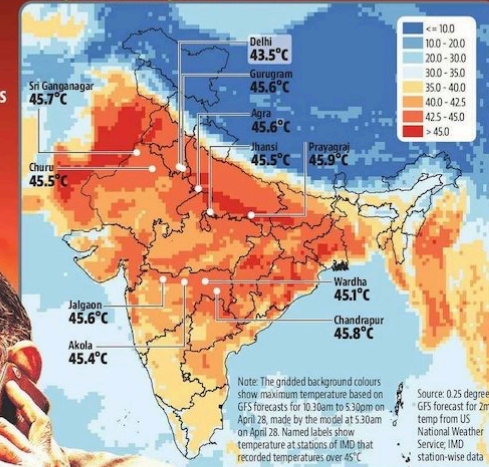 S
Delhi
43.5°C
Gurugram
45.6°C
Sri Ganganagar
45.7°C
Agra
45.6°C
Jhansi
45.5°C
Prayagraj
45.9°C
Churu
45.5°C
<= 10.0
10.0 - 20.0
20.0 - 30.0
30.0 - 35.0
35.0 - 40.0
40.0 - 42.5
42.5 - 45.0
> 45.0
Wardha
45.1°C
Jalgaon
45.6°C
Chandrapur
45.8°C
Akola
45.4°C
Note: The gridded background colours
show maximum temperature based on
GFS forecasts for 10.30am to 5.30pm on
April 28, made by the model at 5.30am
on April 28. Named labels show
temperature at stations of IMD that
recorded temperatures over 45°C
Source: 0.25 degree
GFS forecast for 2m
temp from US
National Weather
Service; IMD
station-wise data